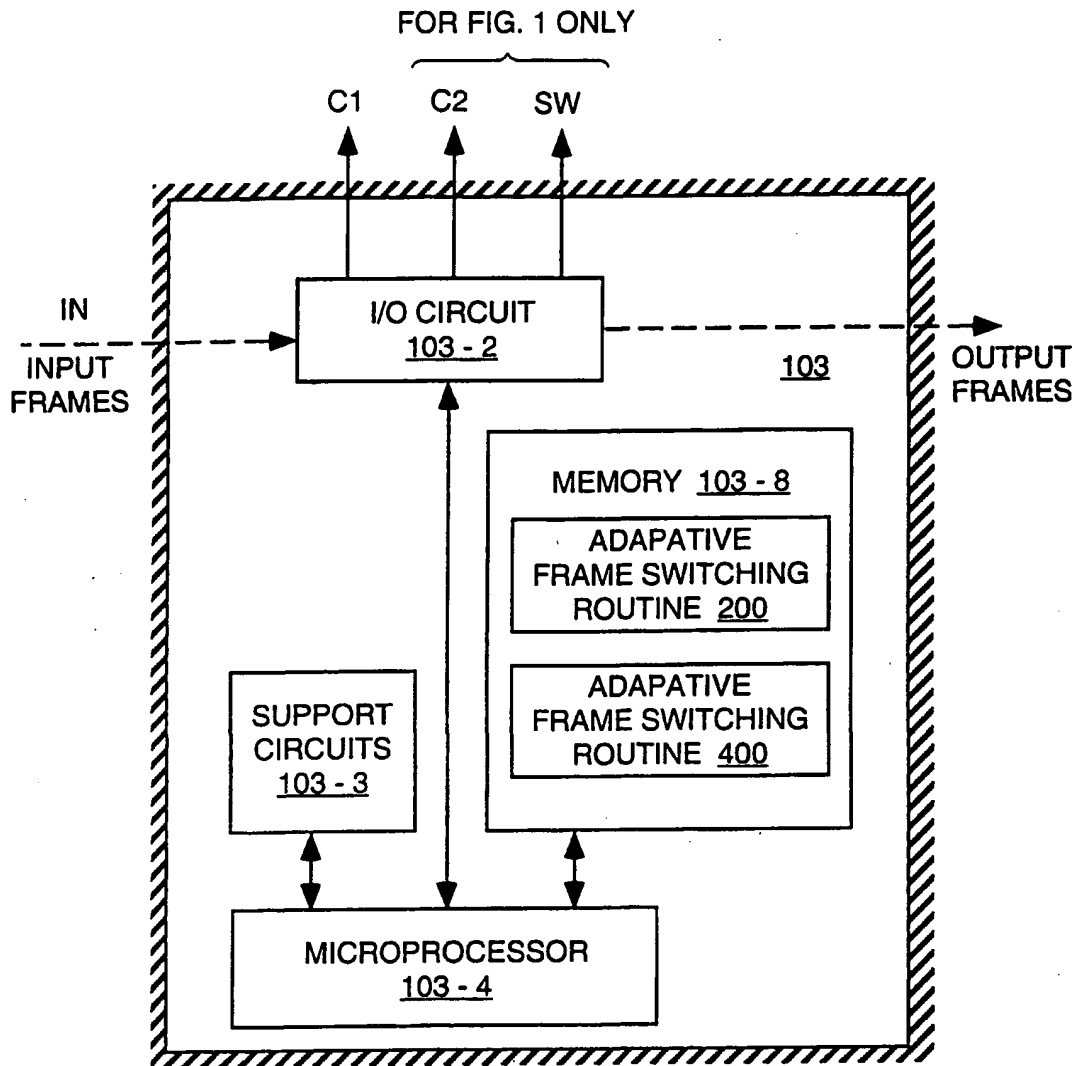 FOR FIG. 1 ONLY
C1
C2
SW
I/O CIRCUIT
103 - 2
IN
INPUT
FRAMES
103
OUTPUT
FRAMES
MEMORY 103 - 8
ADAPATIVE
FRAME SWITCHING
ROUTINE 200
ADAPATIVE
FRAME SWITCHING
ROUTINE 400
SUPPORT
CIRCUITS
103 - 3
MICROPROCESSOR
103 - 4